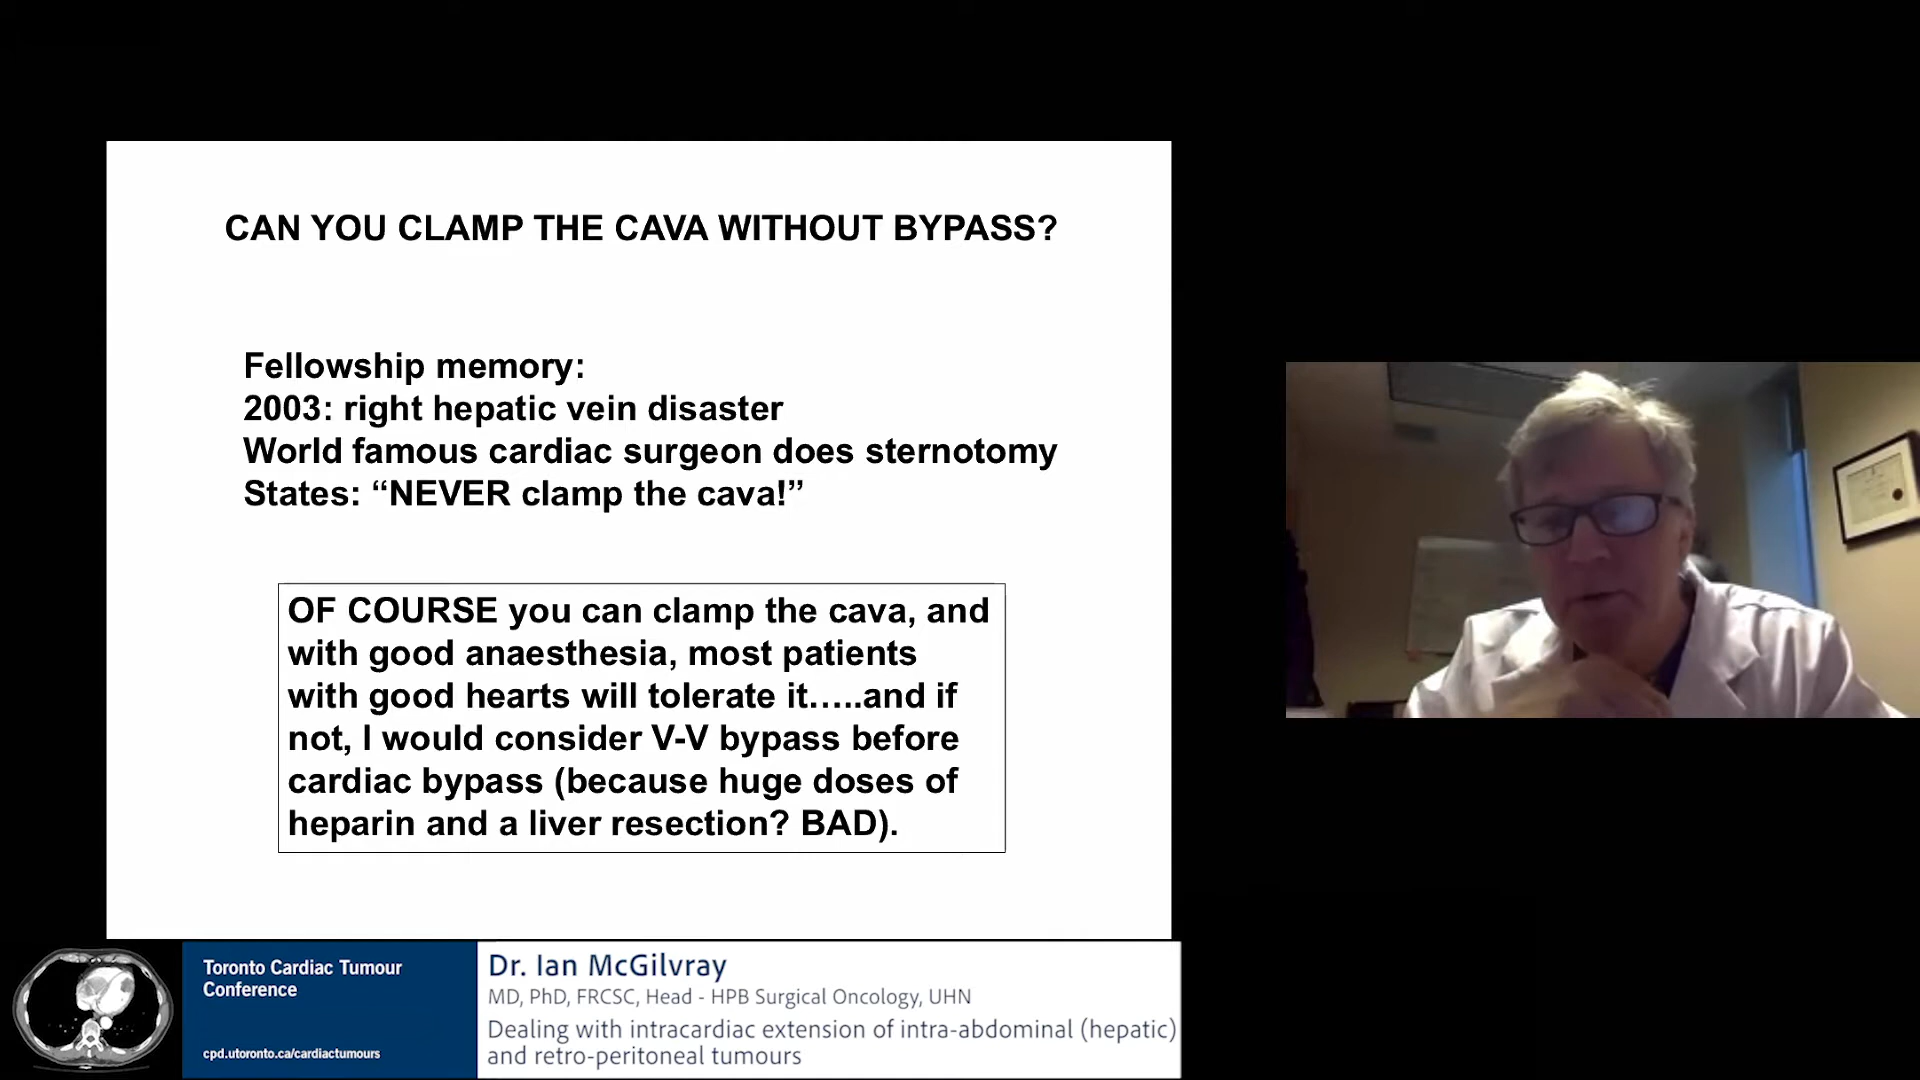 CAN YOU CLAMP THE CAVA WITHOUT BYPASS?
Fellowship memory:
2003: right hepatic vein disaster
World famous cardiac surgeon does sternotomy
States: “NEVER clamp the cava!”
OF COURSE you can clamp the cava, and
with good anaesthesia, most patients
with good hearts will tolerate it…..and if
not, I would consider V-V bypass before
cardiac bypass (because huge doses of
heparin and a liver resection? BAD).
Toronto Cardiac Tumour
Conference
cpd.utoronto.ca/cardiactumours
Dr. Ian McGilvray
MD, PhD, FRCSC, Head - HPB Surgical Oncology, UHN
Dealing with intracardiac extension of intra-abdominal (hepatic)
and retro-peritoneal tumours